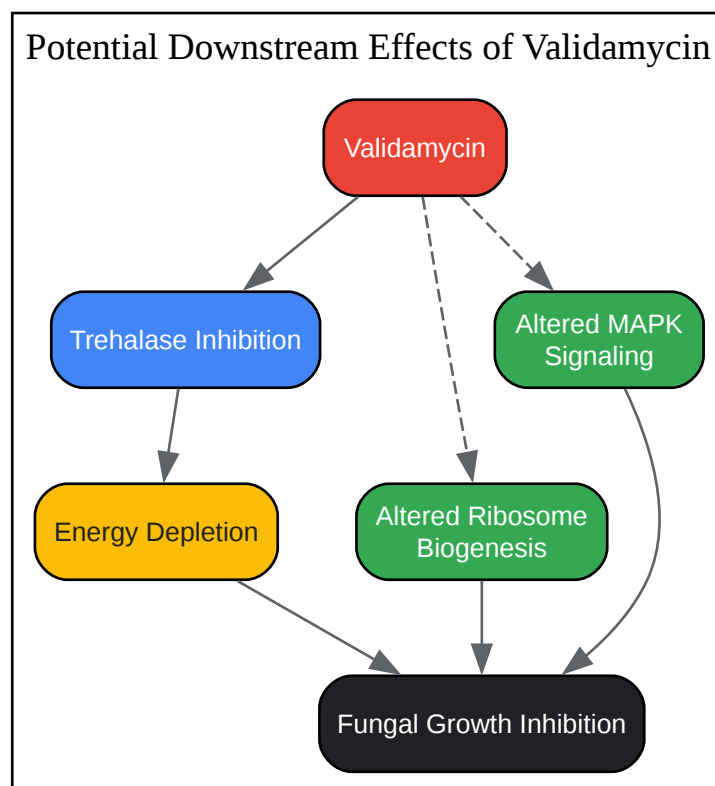 Potential Downstream Effects of Validamycin
Validamycin
Trehalase Inhibition
Altered MAPK
Signaling
Energy Depletion
Altered Ribosome
Biogenesis
Fungal Growth Inhibition